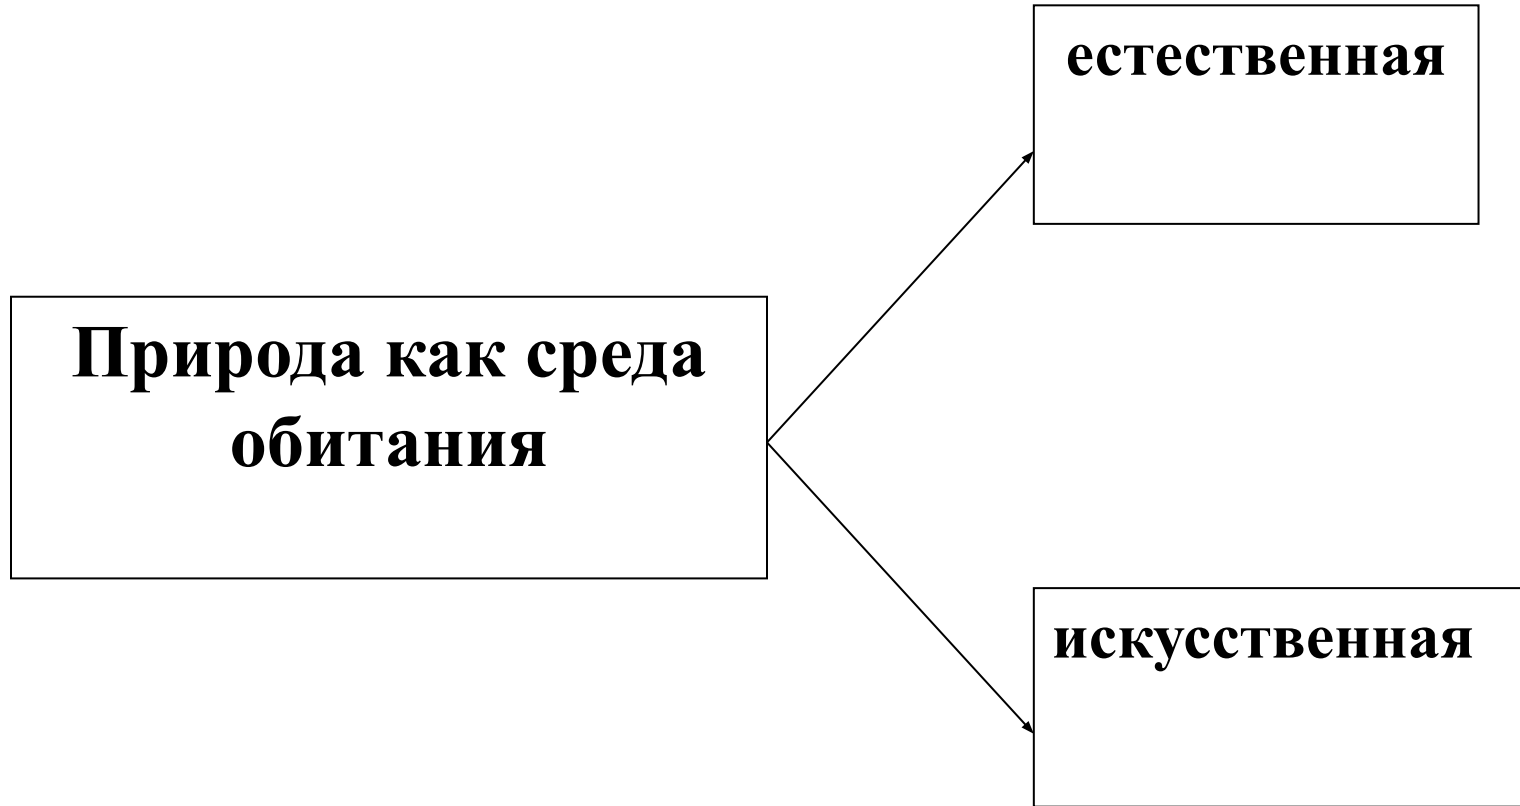 естественная
Природа как среда
обитания
искусственная